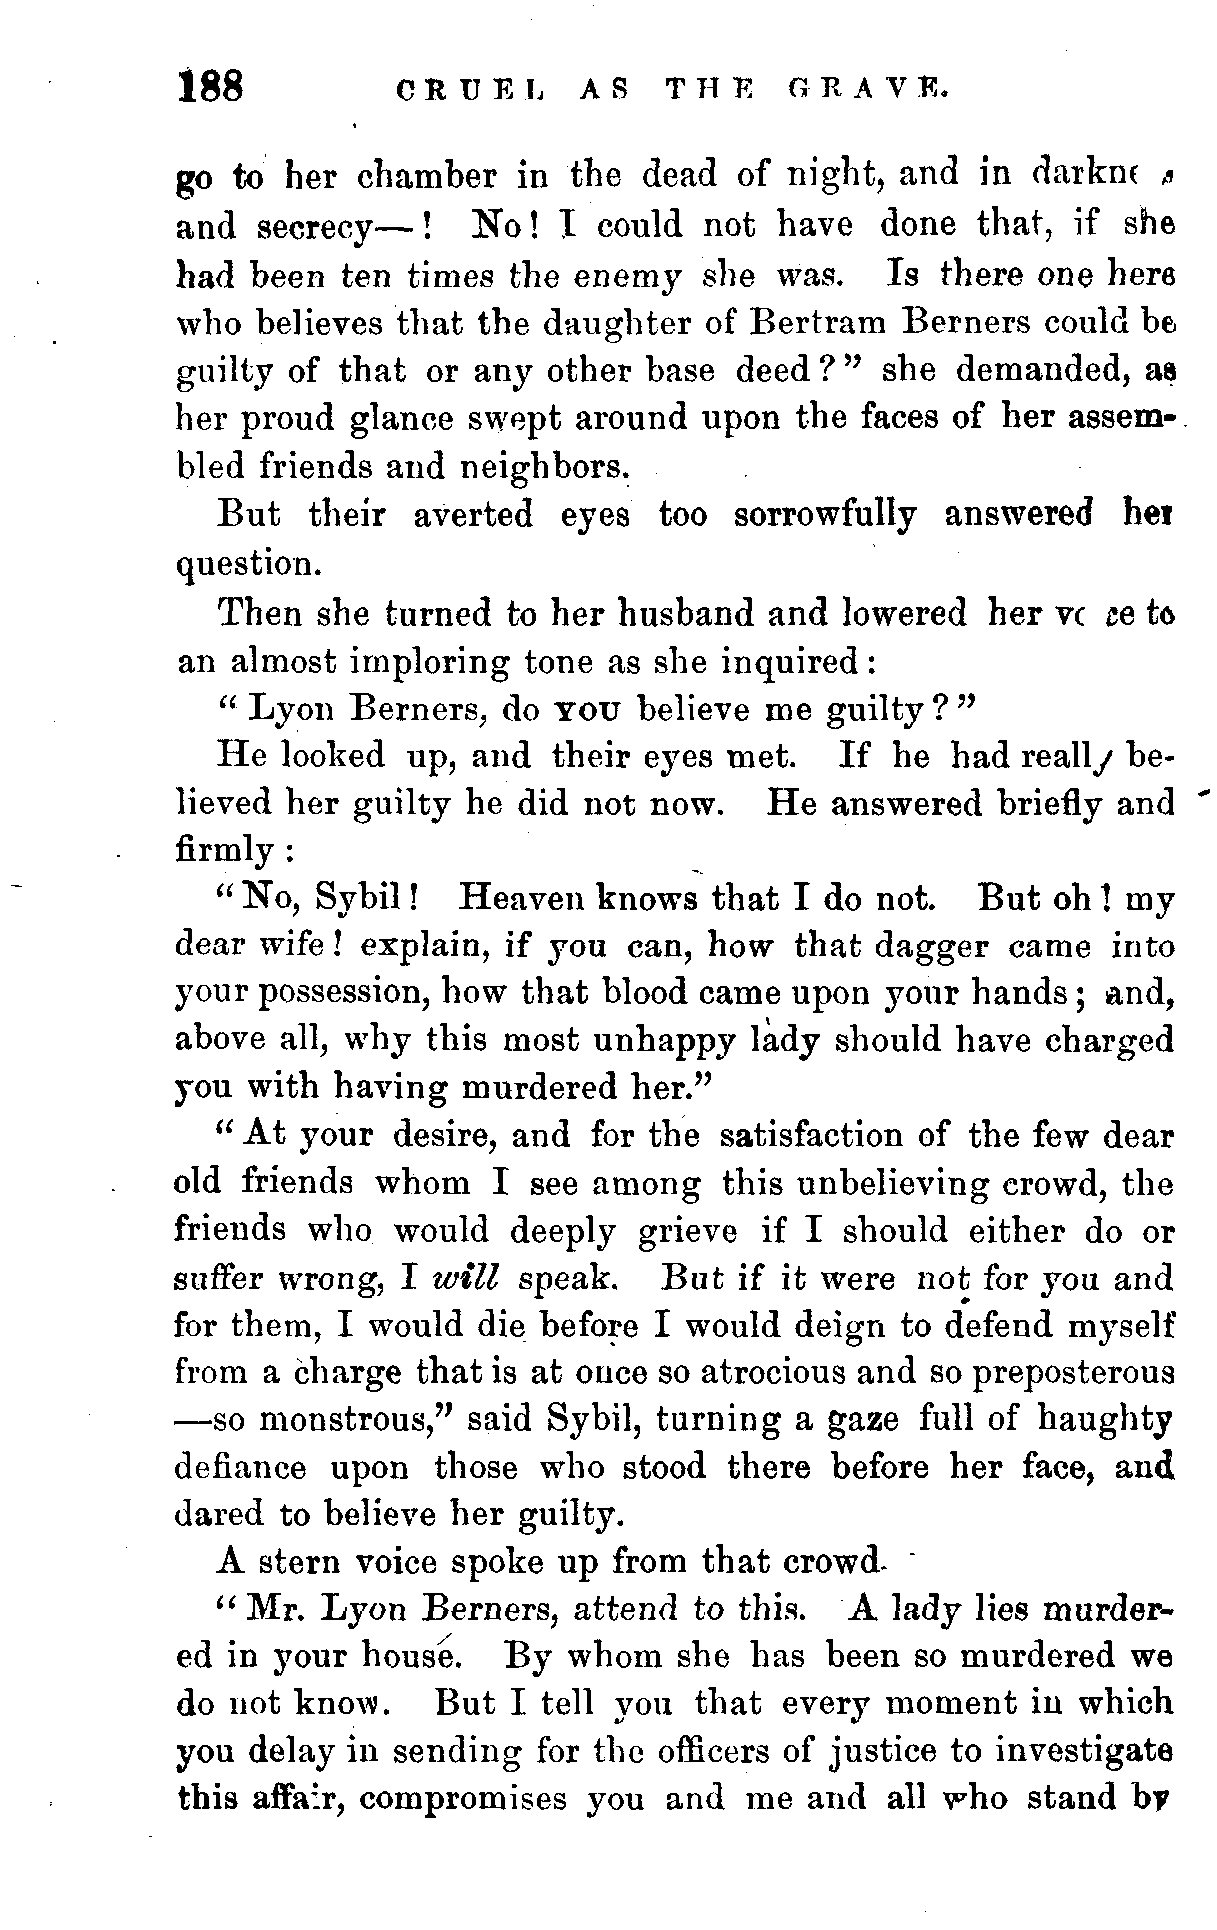 188 CRUEL AS THE GRAVE.
go to her chamber in the dead of night, and in
and secrecy—! No! I could not have done that, if she
had been ten times the enemy she was. Is there one here
who believes that the daughter of Bertram Berners could be
guilty of that or any other base deed?” she demanded, as
her proud glance swept around upon the faces of her assem-
bled friends and neighbors.
But their averted eyes too sorrowfully answered her
question.
Then she turned to her husband and lowered her to
an almost imploring tone as she inquired:
“Lyon Berners, do YOU believe me guilty?”
He looked up, and their eyes met. If he had really be-
lieved her guilty he did not now. He answered briefly and
firmly:
“No, Sybil! Heaven knows that I do not. But oh! my
dear wife! explain, if you can, how that dagger came into
your possession, how that blood came upon your hands; and,
above all, why this most unhappy lady should have charged
you with having murdered her.”
“At your desire, and for the satisfaction of the few dear
old friends whom I see among this unbelieving crowd, the
friends who would deeply grieve if I should either do or
suffer wrong, I will speak. But if it were not for you and
for them, I would die before I would deign to defend myself
from a charge that is at once so atrocious and so preposterous
—so monstrous,” said Sybil, turning a gaze full of haughty
defiance upon those who stood there before her face, and
dared to believe her guilty.
A stern voice spoke up from that crowd.
“Mr. Lyon Berners, attend to this. A lady lies murder-
ed in your house. By whom she has been so murdered we
do not know. But I tell you that every moment in which
you delay in sending for the officers of justice to investigate
this affair, compromises you and me and all who stand by